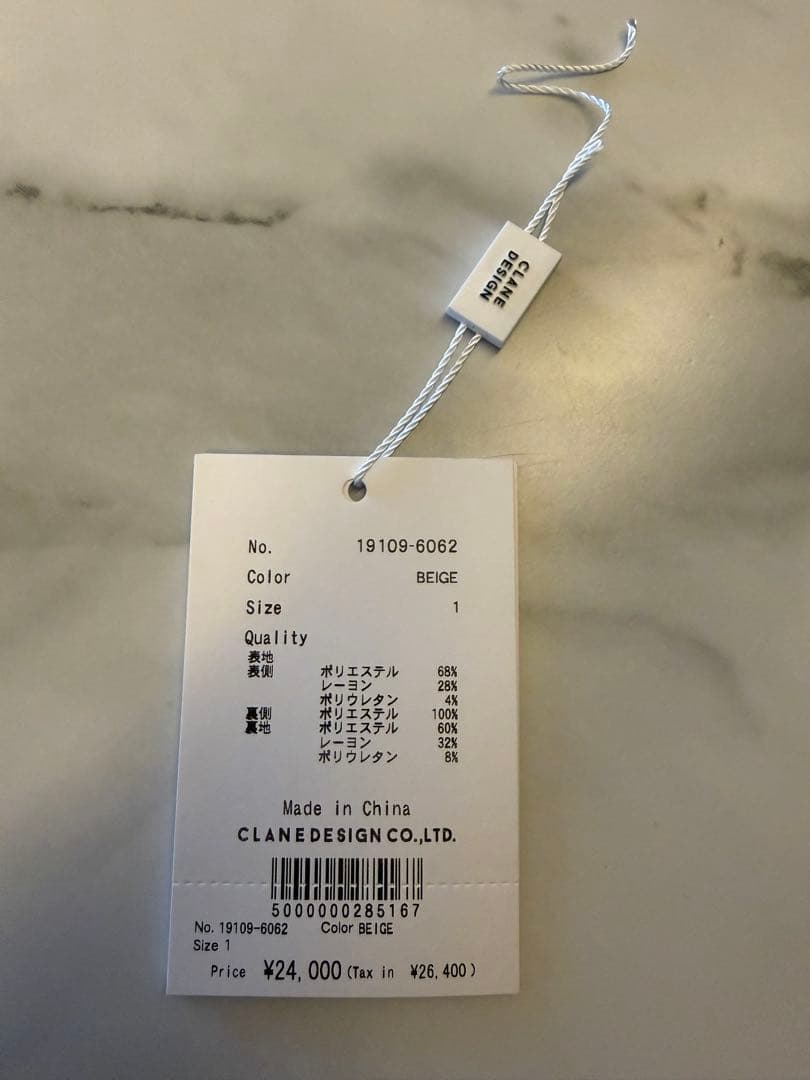 CLANE
DESIGN
No. 19109-6062
Color BEIGE
Size 1
Quality
表地
表側 ポリエステル 68%
レーヨン 28%
ポリウレタン 4%
裏側 ポリエステル 100%
裏地 ポリエステル 60%
レーヨン 32%
ポリウレタン 8%
Made in China
CLANE DESIGN CO.,LTD.
5000000285167
No. 19109-6062 Color BEIGE
Size 1
Price ¥24,000 (Tax in ¥26,400)